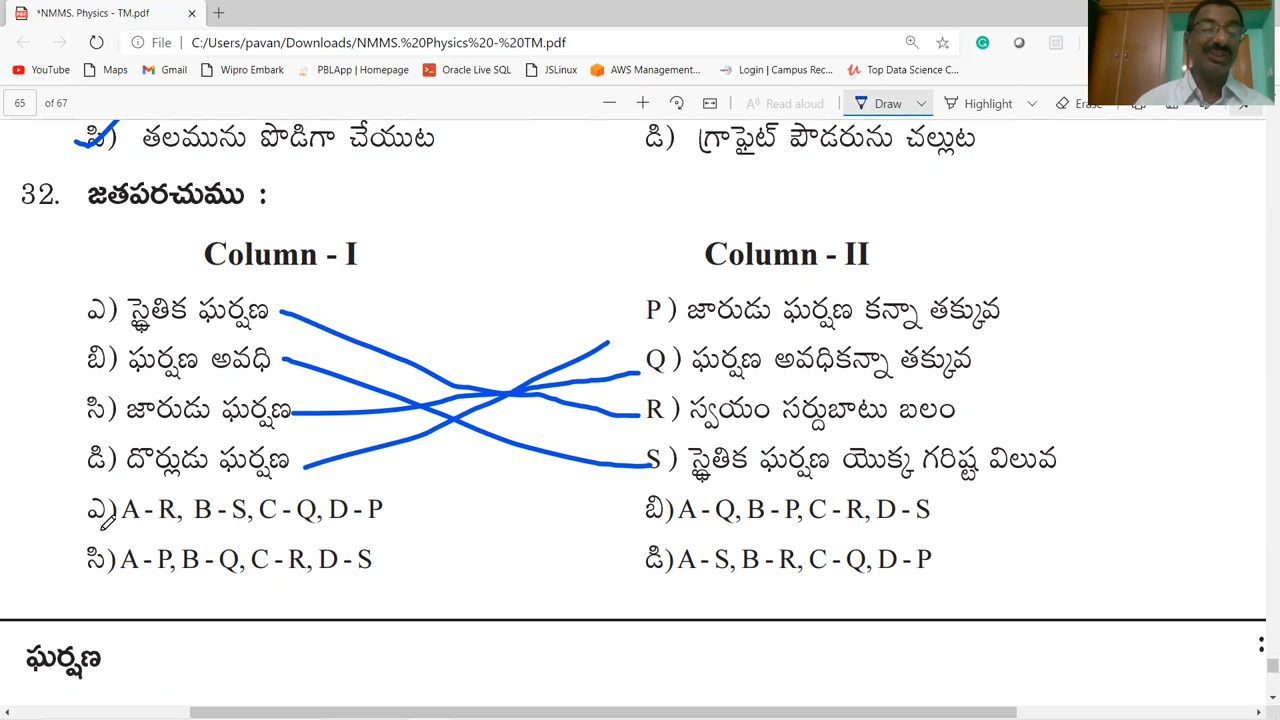 *NMMS. Physics - TM.pdf
File C:/Users/pavan/Downloads/NMMS.%20Physics%20-%20TM.pdf
YouTube Maps Gmail Wipro Embark PBLApp | Homepage Oracle Live SQL JSLinux AWS Management... Login | Campus Rec... Top Data Science C...
65 of 67 Read aloud Draw Highlight Erase
సి) తలమును పొడిగా చేయుట డి) గ్రాఫైట్ పౌడరును చల్లుట
32. జతపరచుము :
Column - I Column - II
ఎ) స్థైతిక ఘర్షణ P ) జారుడు ఘర్షణ కన్నా తక్కువ
బి) ఘర్షణ అవధి Q ) ఘర్షణ అవధికన్నా తక్కువ
సి) జారుడు ఘర్షణ R ) స్వయం సర్దుబాటు బలం
డి) దొర్లుడు ఘర్షణ S ) స్థైతిక ఘర్షణ యొక్క గరిష్ట విలువ
ఎ) A - R, B - S, C - Q, D - P బి) A - Q, B - P, C - R, D - S
సి) A - P, B - Q, C - R, D - S డి) A - S, B - R, C - Q, D - P
ఘర్షణ :